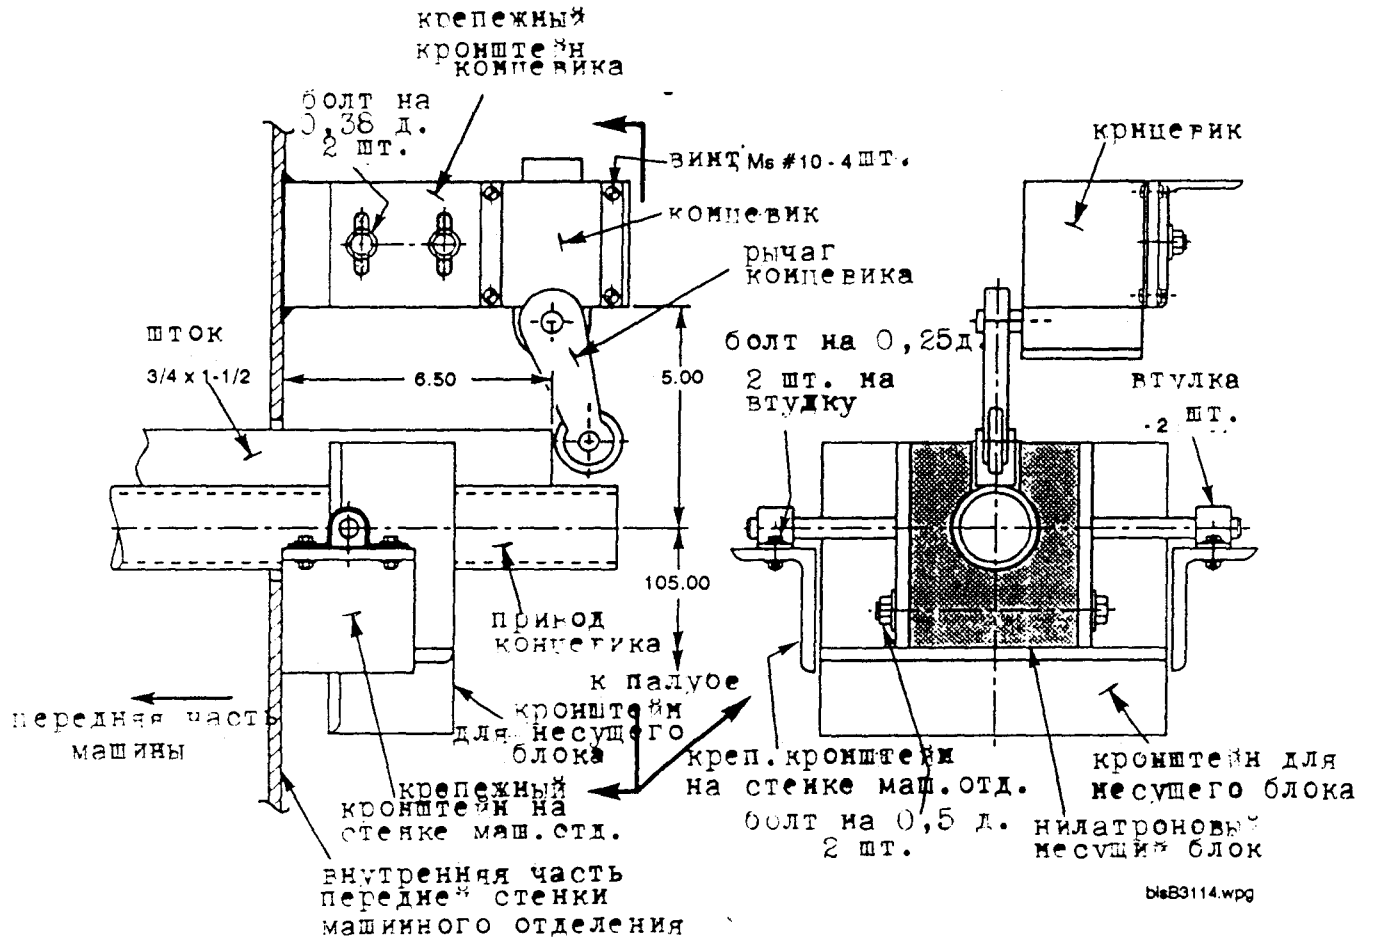 крепежный
кронштейн
концевика
болт на
0,38 д.
2 шт.
винт, Ms #10 - 4 шт.
концевик
рычаг
концевика
шток
3/4 x 1-1/2
6.50
5.00
105.00
привод
концевика
к палубе
передняя часть
машины
кронштейн
для несущего
блока
крепежный
кронштейн на
стенке маш.отд.
внутренняя часть
передней стенки
машинного отделения
крнцевик
болт на 0,25д.
2 шт. на
втулку
втулка
- 2 шт.
креп.кронштейн
на стенке маш.отд.
болт на 0,5 д.
2 шт.
кронштейн для
несущего блока
нилатроновый
несущий блок
bisB3114.wpg